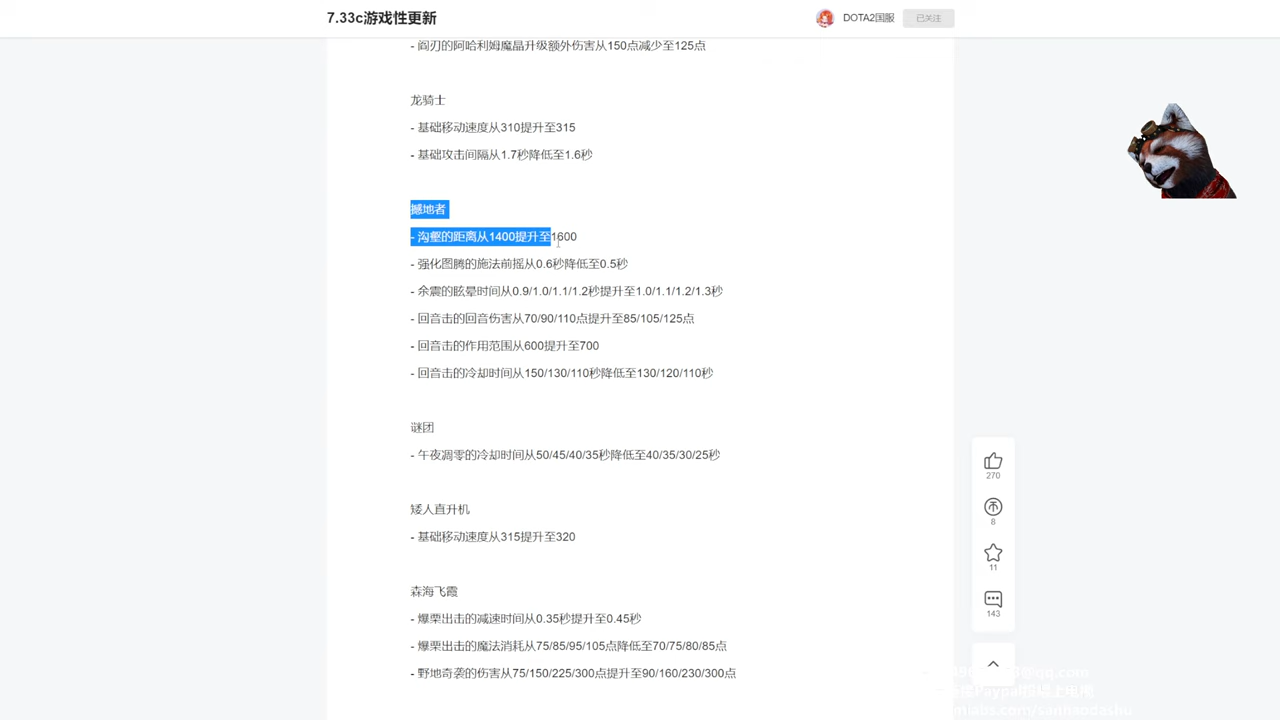 7.33c游戏性更新
DOTA2国服
已关注
- 阎刃的阿哈利姆魔晶升级额外伤害从150点减少至125点
龙骑士
- 基础移动速度从310提升至315
- 基础攻击间隔从1.7秒降低至1.6秒
撼地者
- 沟壑的距离从1400提升至1600
- 强化图腾的施法前摇从0.6秒降低至0.5秒
- 余震的眩晕时间从0.9/1.0/1.1/1.2秒提升至1.0/1.1/1.2/1.3秒
- 回音击的回音伤害从70/90/110点提升至85/105/125点
- 回音击的作用范围从600提升至700
- 回音击的冷却时间从150/130/110秒降低至130/120/110秒
谜团
- 午夜凋零的冷却时间从50/45/40/35秒降低至40/35/30/25秒
矮人直升机
- 基础移动速度从315提升至320
森海飞霞
- 爆栗出击的减速时间从0.35秒提升至0.45秒
- 爆栗出击的魔法消耗从75/85/95/105点降低至70/75/80/85点
- 野地奇袭的伤害从75/150/225/300点提升至90/160/230/300点
270
8
11
143
@qq.com